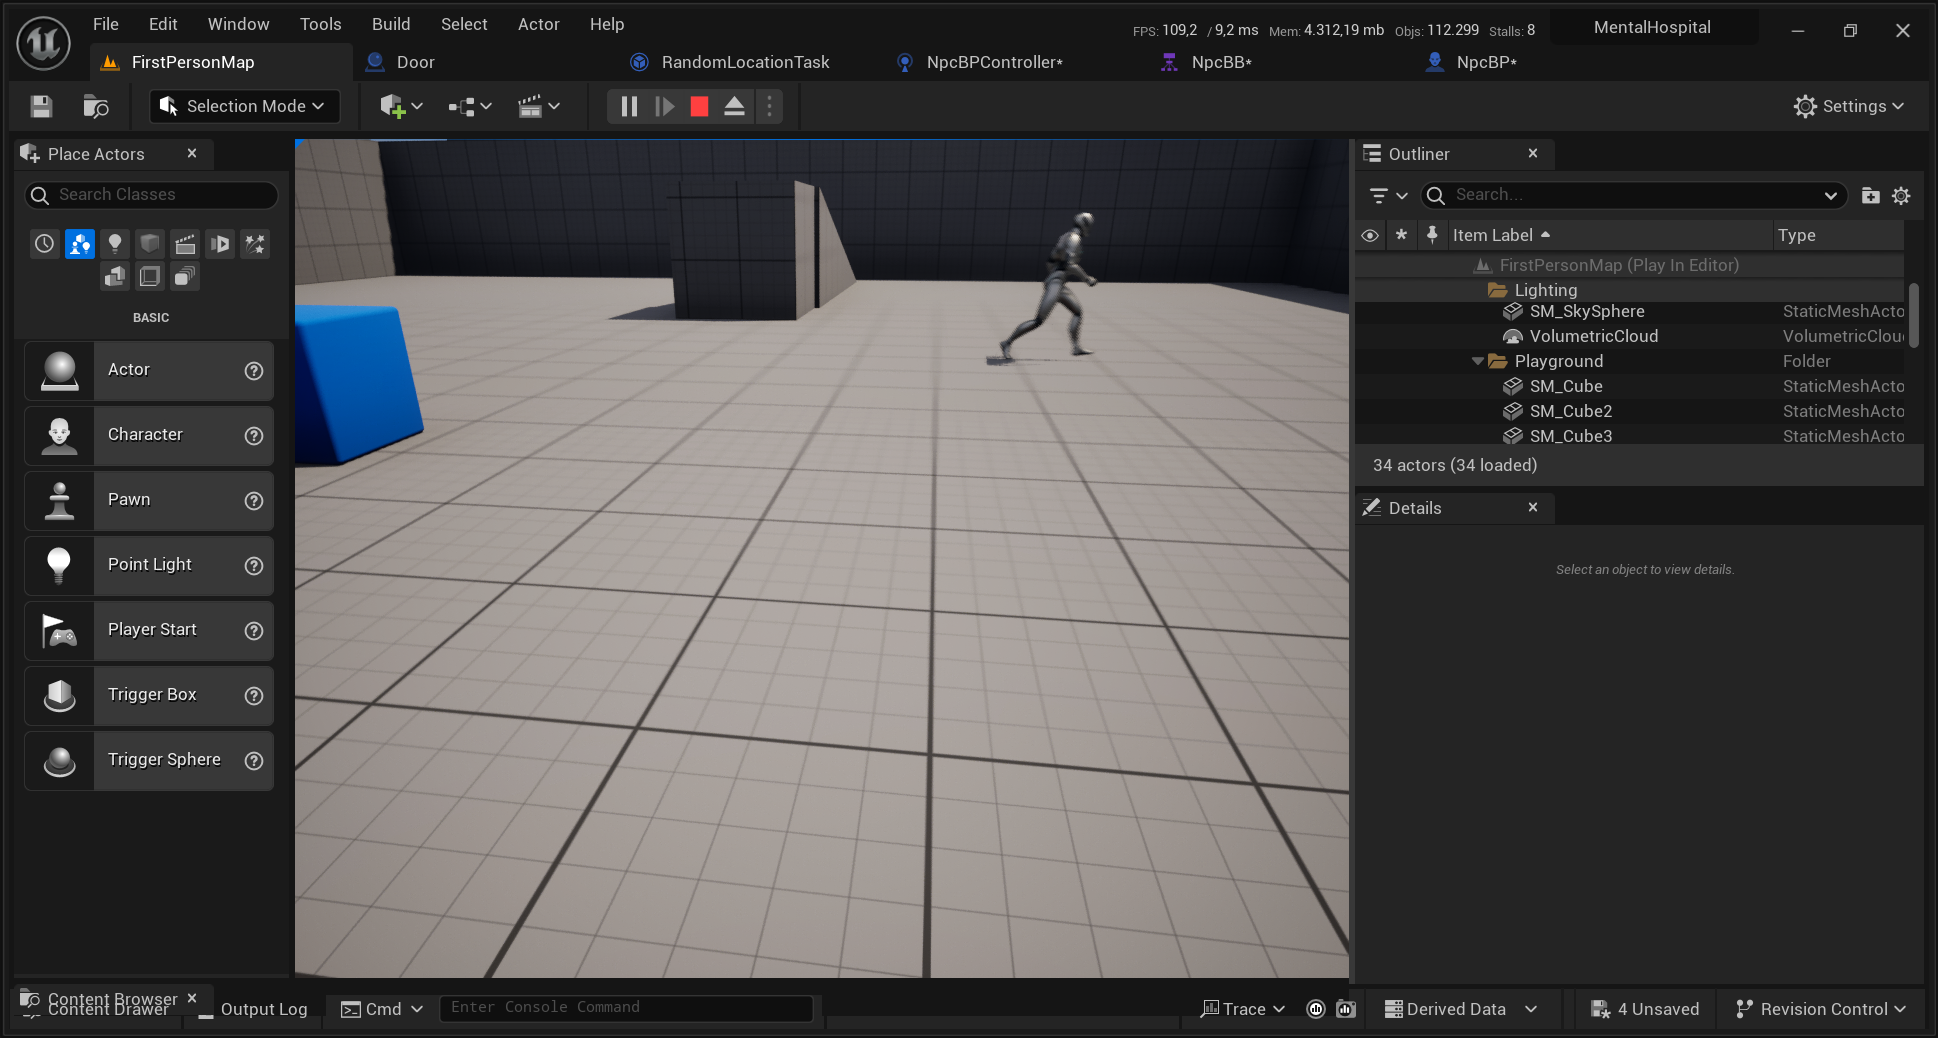 File Edit Window Tools Build Select Actor Help
FPS: 109,2 / 9,2 ms Mem: 4.312,19 mb Objs: 112.299 Stalls: 8
MentalHospital
FirstPersonMap
Door
RandomLocationTask
NpcBPController*
NpcBB*
NpcBP*
Selection Mode
Settings
Place Actors
Search Classes
BASIC
Actor
Character
Pawn
Point Light
Player Start
Trigger Box
Trigger Sphere
Outliner
Search...
Item Label Type
FirstPersonMap (Play In Editor)
Lighting
SM_SkySphere StaticMeshActo
VolumetricCloud VolumetricClou
Playground Folder
SM_Cube StaticMeshActo
SM_Cube2 StaticMeshActo
SM_Cube3 StaticMeshActo
34 actors (34 loaded)
Details
Select an object to view details.
Content Browser
Content Drawer
Output Log
Cmd
Enter Console Command
Trace
Derived Data
4 Unsaved
Revision Control